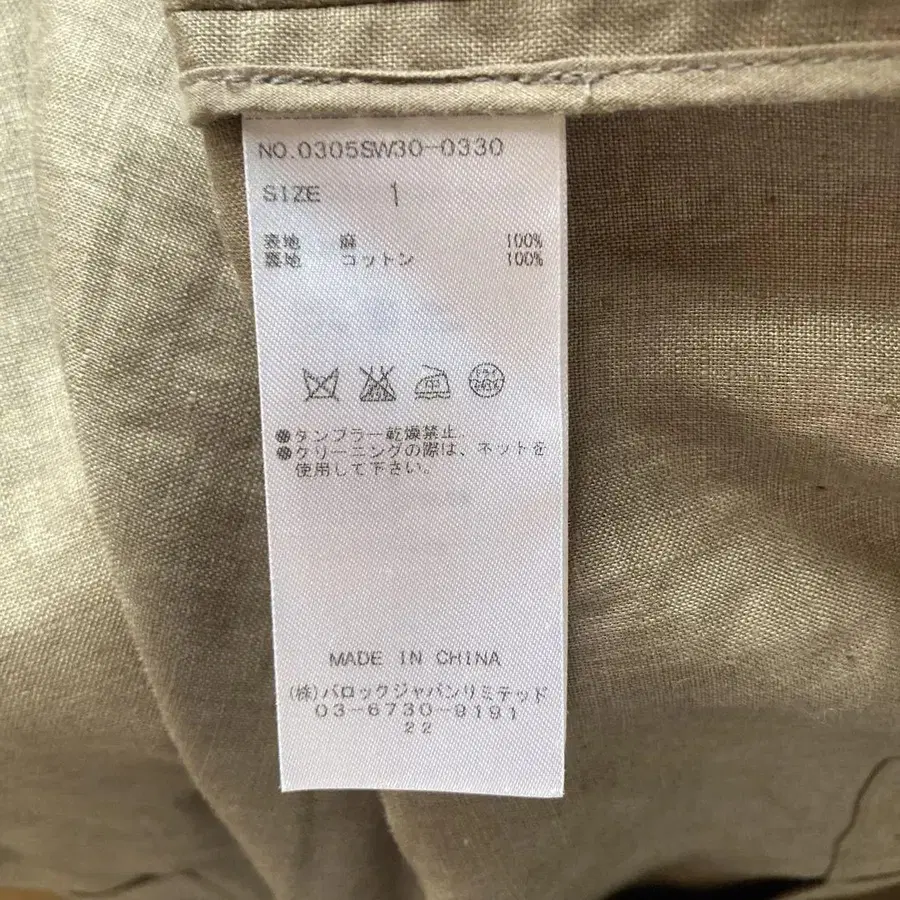 NO.0305SW30-0330
SIZE 1
表地 麻 100%
裏地 コットン 100%
●タンブラー乾燥禁止.
●クリーニングの際は、ネットを
使用して下さい。
MADE IN CHINA
(株)バロックジャパンリミテッド
03-6730-9191
22